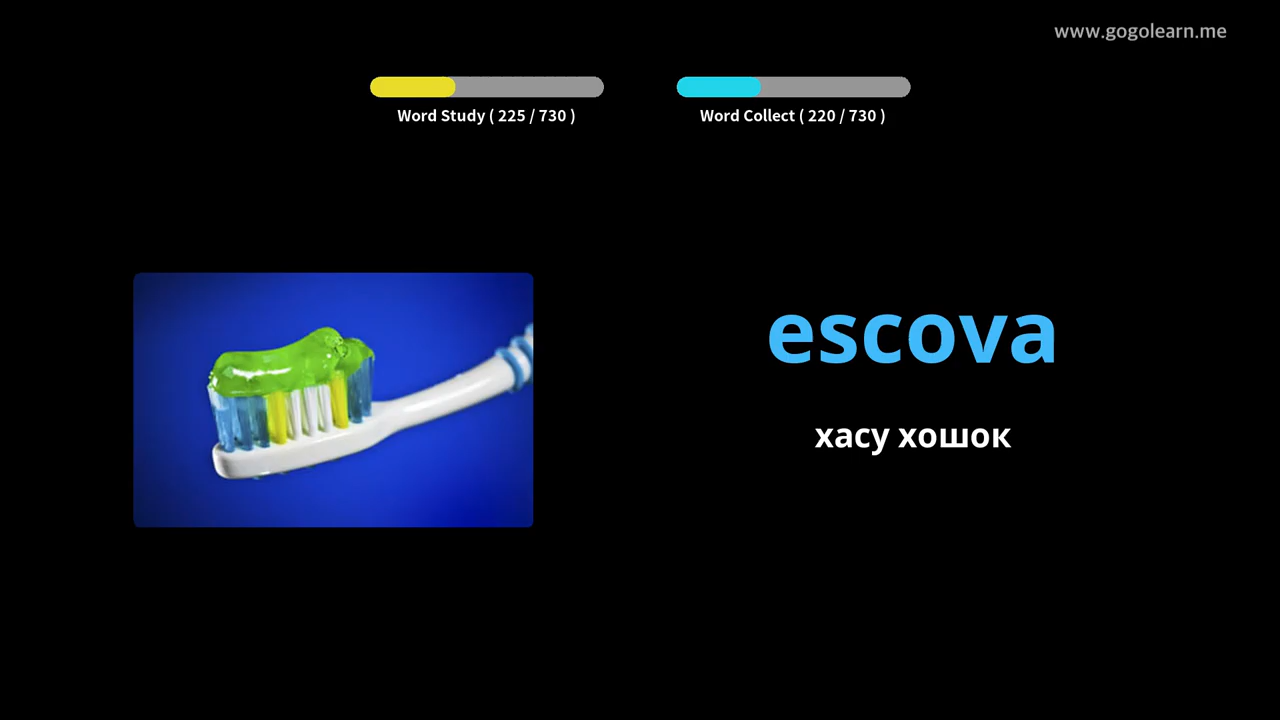 www.gogolearn.me
Word Study ( 225 / 730 )
Word Collect ( 220 / 730 )
escova
хасу хошок